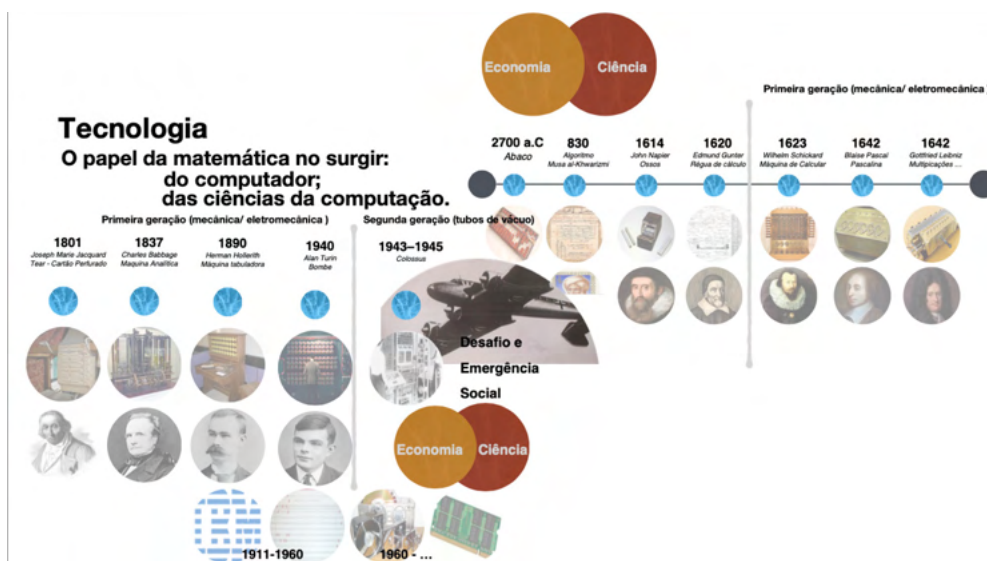 Economia
Ciência
Primeira geração (mecânica/ eletromecânica )
Tecnologia
O papel da matemática no surgir:
do computador;
das ciências da computação.
2700 a.C
Abaco
830
Algoritmo
Musa al-Khwarizmi
1614
John Napier
Ossos
1620
Edmund Gunter
Régua de cálculo
1623
Wilhelm Schickard
Máquina de Calcular
1642
Blaise Pascal
Pascalina
1642
Gottfried Leibniz
Multipicações ...
Primeira geração (mecânica/ eletromecânica )
Segunda geração (tubos de vácuo)
1801
Joseph Marie Jacquard
Tear - Cartão Perfurado
1837
Charles Babbage
Maquina Analítica
1890
Herman Hollerith
Máquina tabuladora
1940
Alan Turin
Bombe
1943–1945
Colossus
Desafio e
Emergência
Social
Economia
Ciência
IBM
1911-1960
1960 - ...